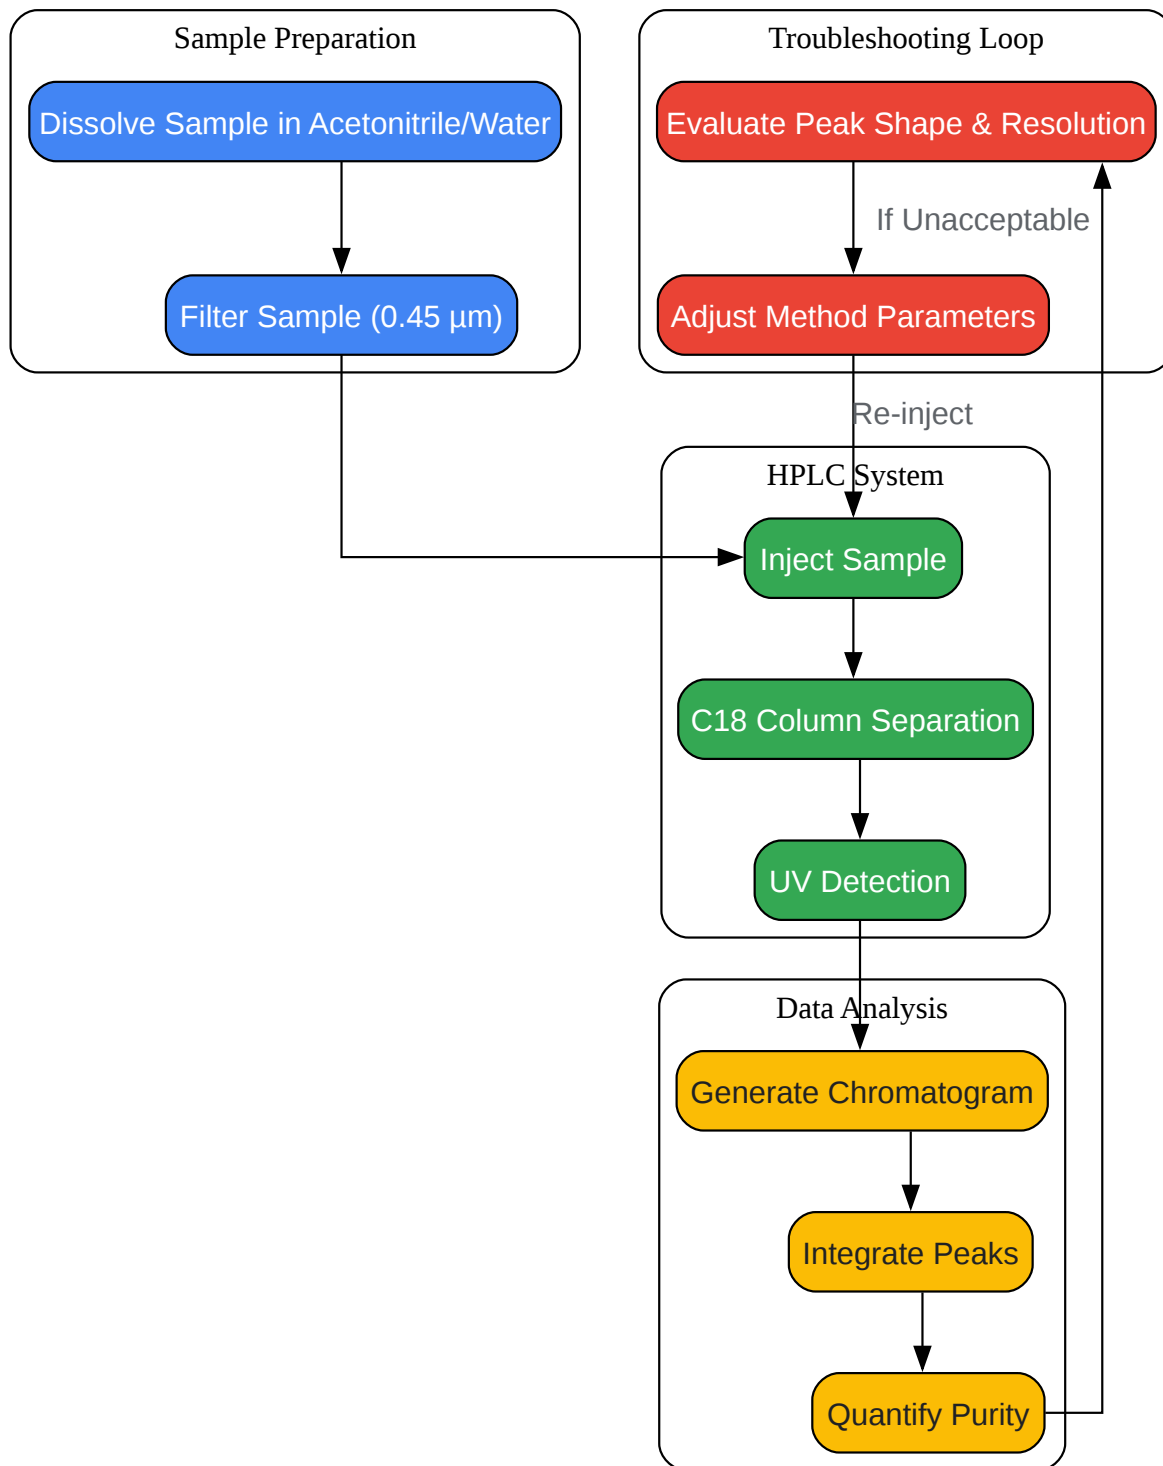 Sample Preparation
Dissolve Sample in Acetonitrile/Water
Filter Sample (0.45 µm)
Troubleshooting Loop
Evaluate Peak Shape & Resolution
If Unacceptable
Adjust Method Parameters
Re-inject
HPLC System
Inject Sample
C18 Column Separation
UV Detection
Data Analysis
Generate Chromatogram
Integrate Peaks
Quantify Purity